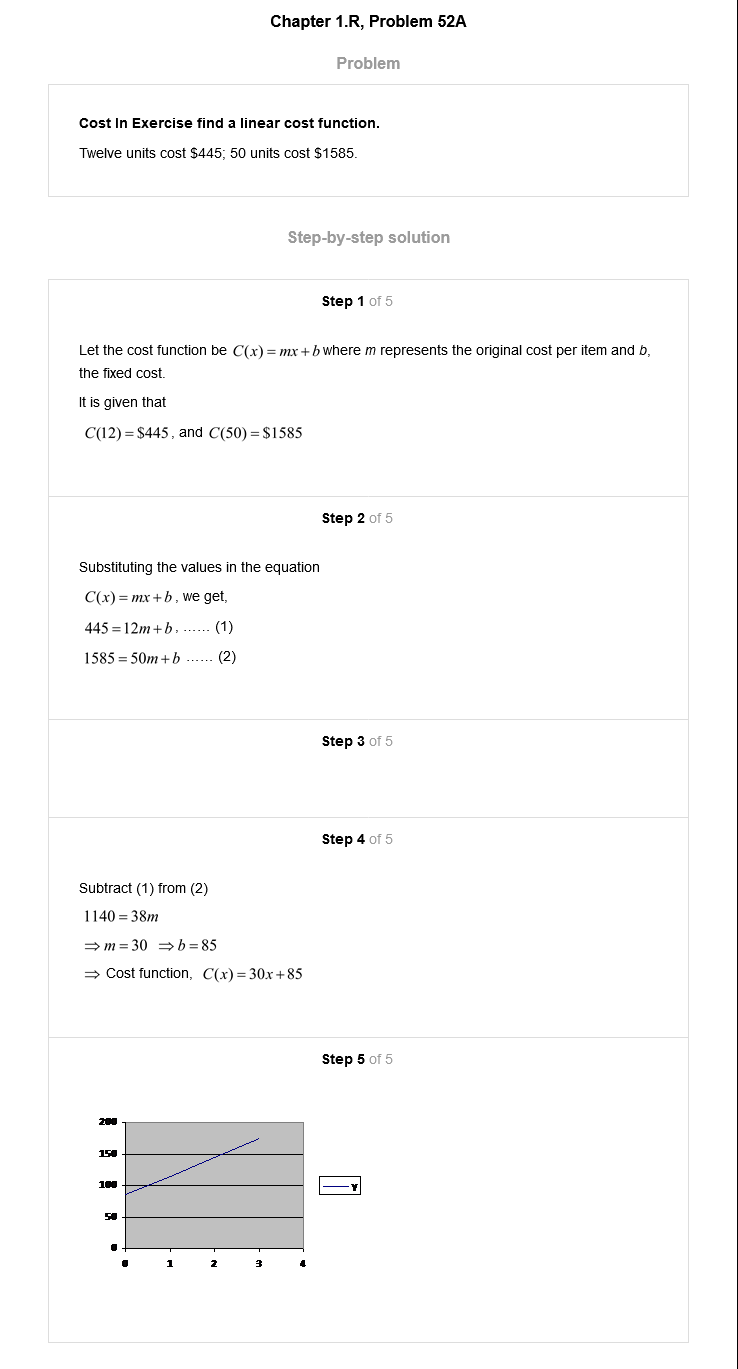 Chapter 1.R, Problem 52A
Problem
Cost In Exercise find a linear cost function.
Twelve units cost $445; 50 units cost $1585.
Step-by-step solution
Step 1 of 5
Let the cost function be C(x) = mx + b where m represents the original cost per item and b,
the fixed cost.
It is given that
C(12) = $445, and C(50) = $1585
Step 2 of 5
Substituting the values in the equation
C(x) = mx + b, we get,
445 = 12m + b, ...... (1)
1585 = 50m + b ...... (2)
Step 3 of 5
Step 4 of 5
Subtract (1) from (2)
1140 = 38m
⇒ m = 30 ⇒ b = 85
⇒ Cost function, C(x) = 30x + 85
Step 5 of 5
200
150
100
50
0
0 1 2 3 4
Y